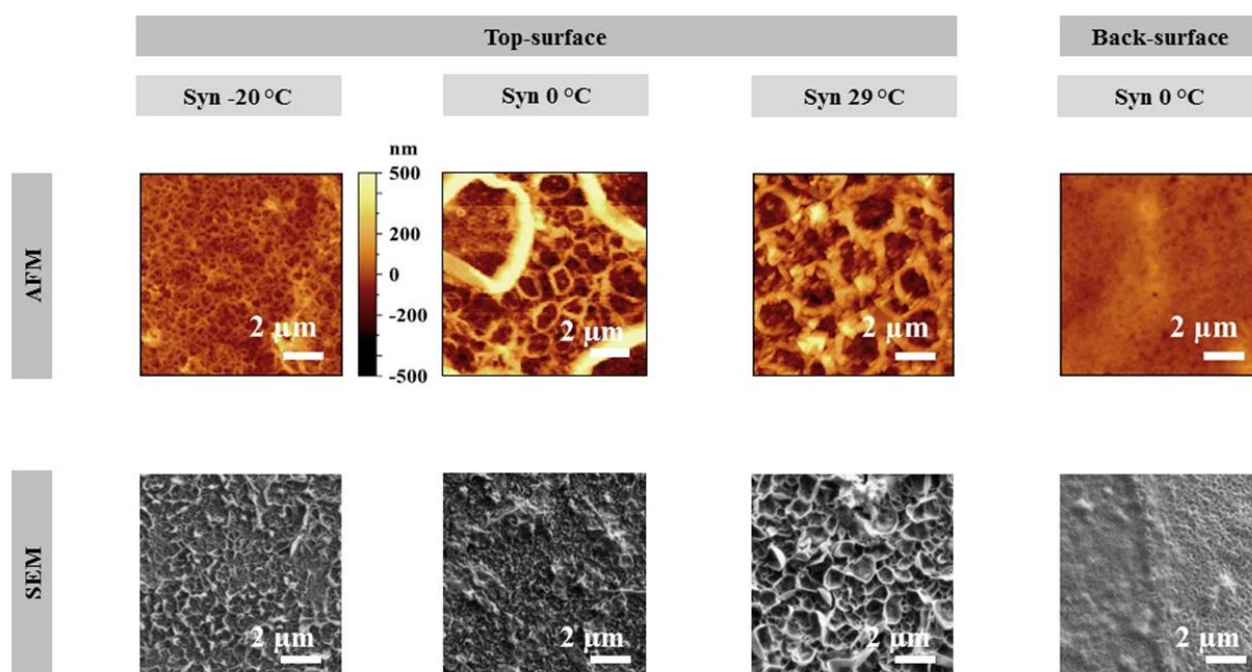 Top-surface
Back-surface
Syn -20 °C
Syn 0 °C
Syn 29 °C
Syn 0 °C
AFM
nm
500
200
0
-200
-500
2 µm
2 µm
2 µm
2 µm
SEM
2 µm
2 µm
2 µm
2 µm